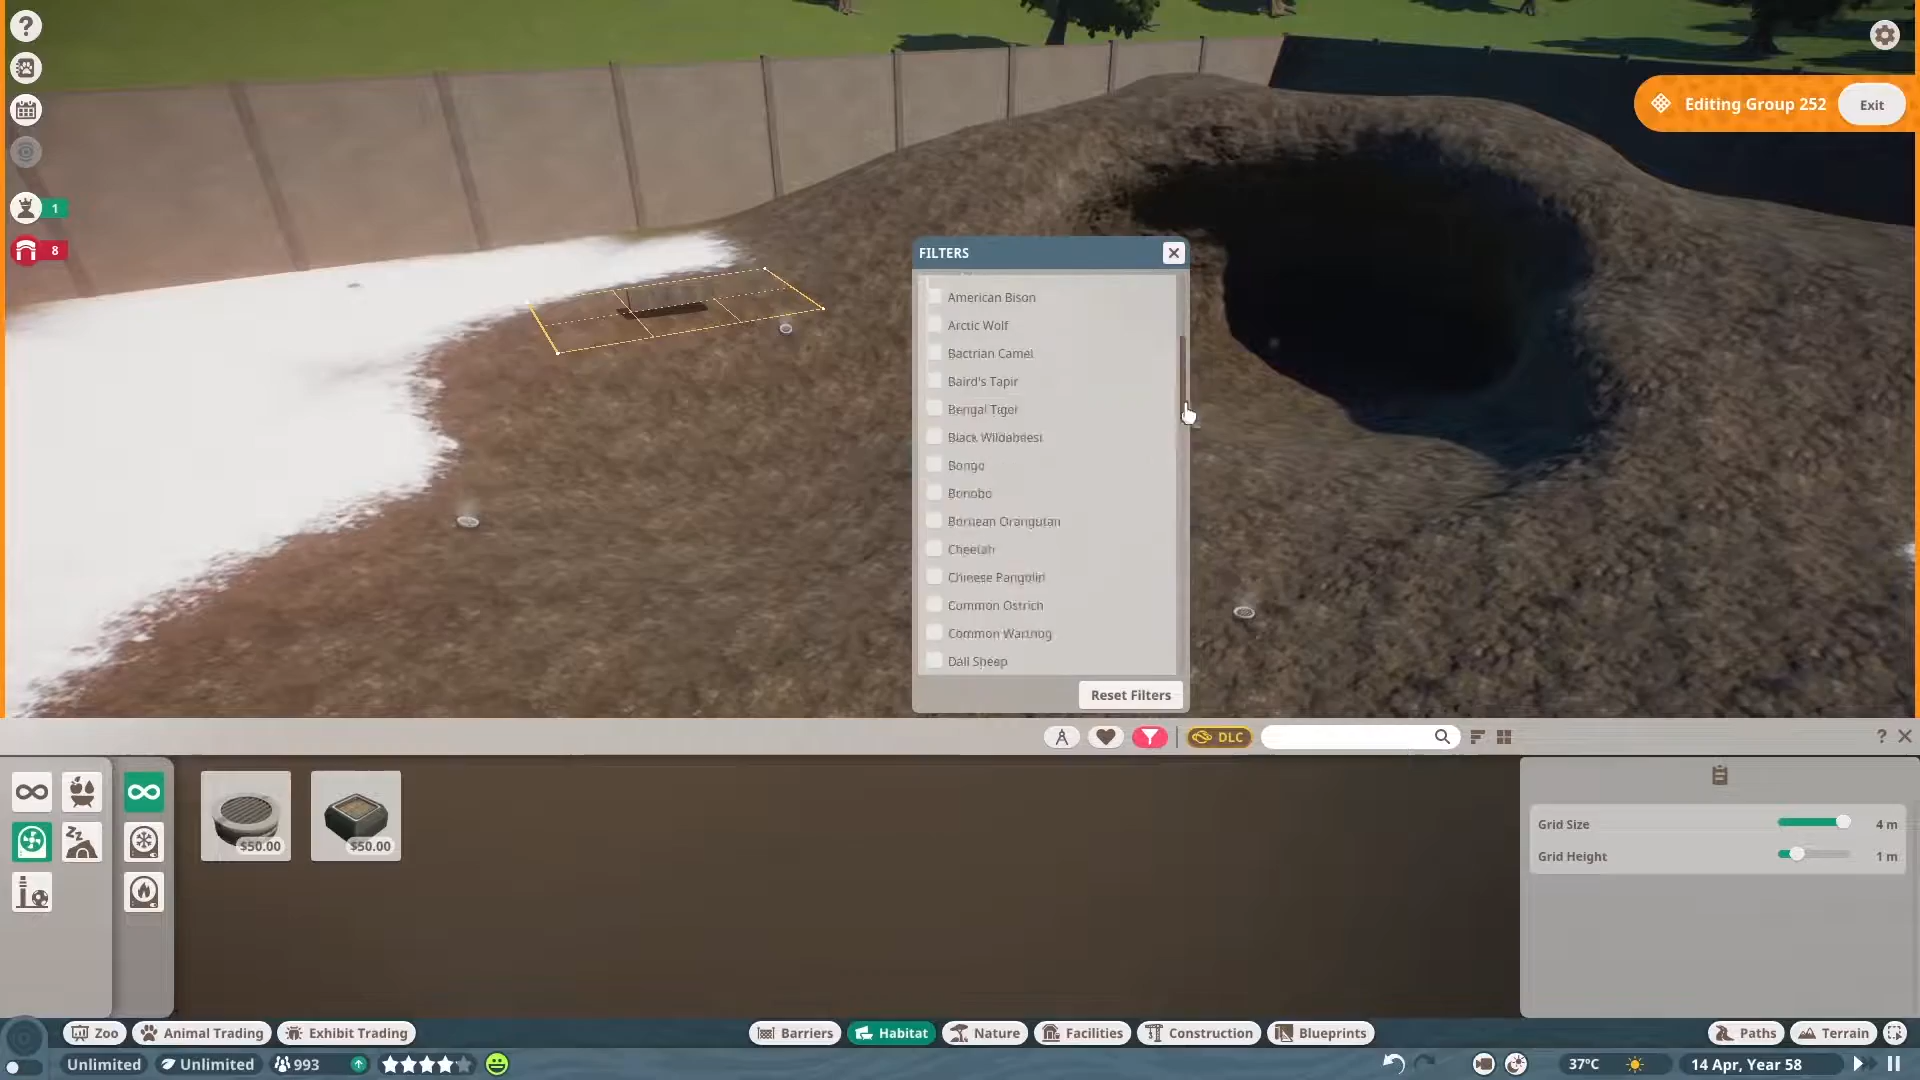 ?
1
8
Editing Group 252
Exit
FILTERS
American Bison
Arctic Wolf
Bactrian Camel
Baird's Tapir
Bengal Tiger
Black Wildebeest
Bongo
Bonobo
Bornean Orangutan
Cheetah
Chinese Pangolin
Common Ostrich
Common Warthog
Dall Sheep
Reset Filters
DLC
?
$50.00
$50.00
Grid Size
4 m
Grid Height
1 m
Zoo
Animal Trading
Exhibit Trading
Barriers
Habitat
Nature
Facilities
Construction
Blueprints
Paths
Terrain
Unlimited
Unlimited
993
37°C
14 Apr, Year 58